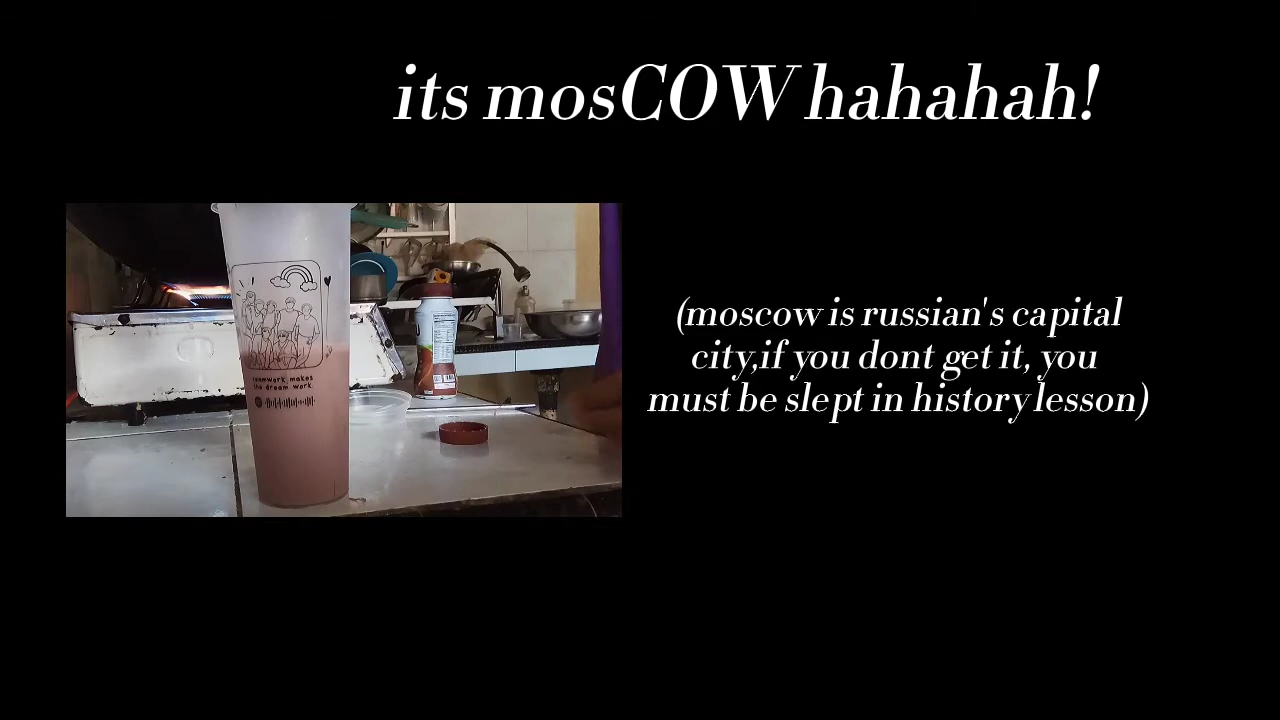 its mosCOW hahahah!
(moscow is russian's capital
city,if you dont get it, you
must be slept in history lesson)
teamwork makes
the dream work